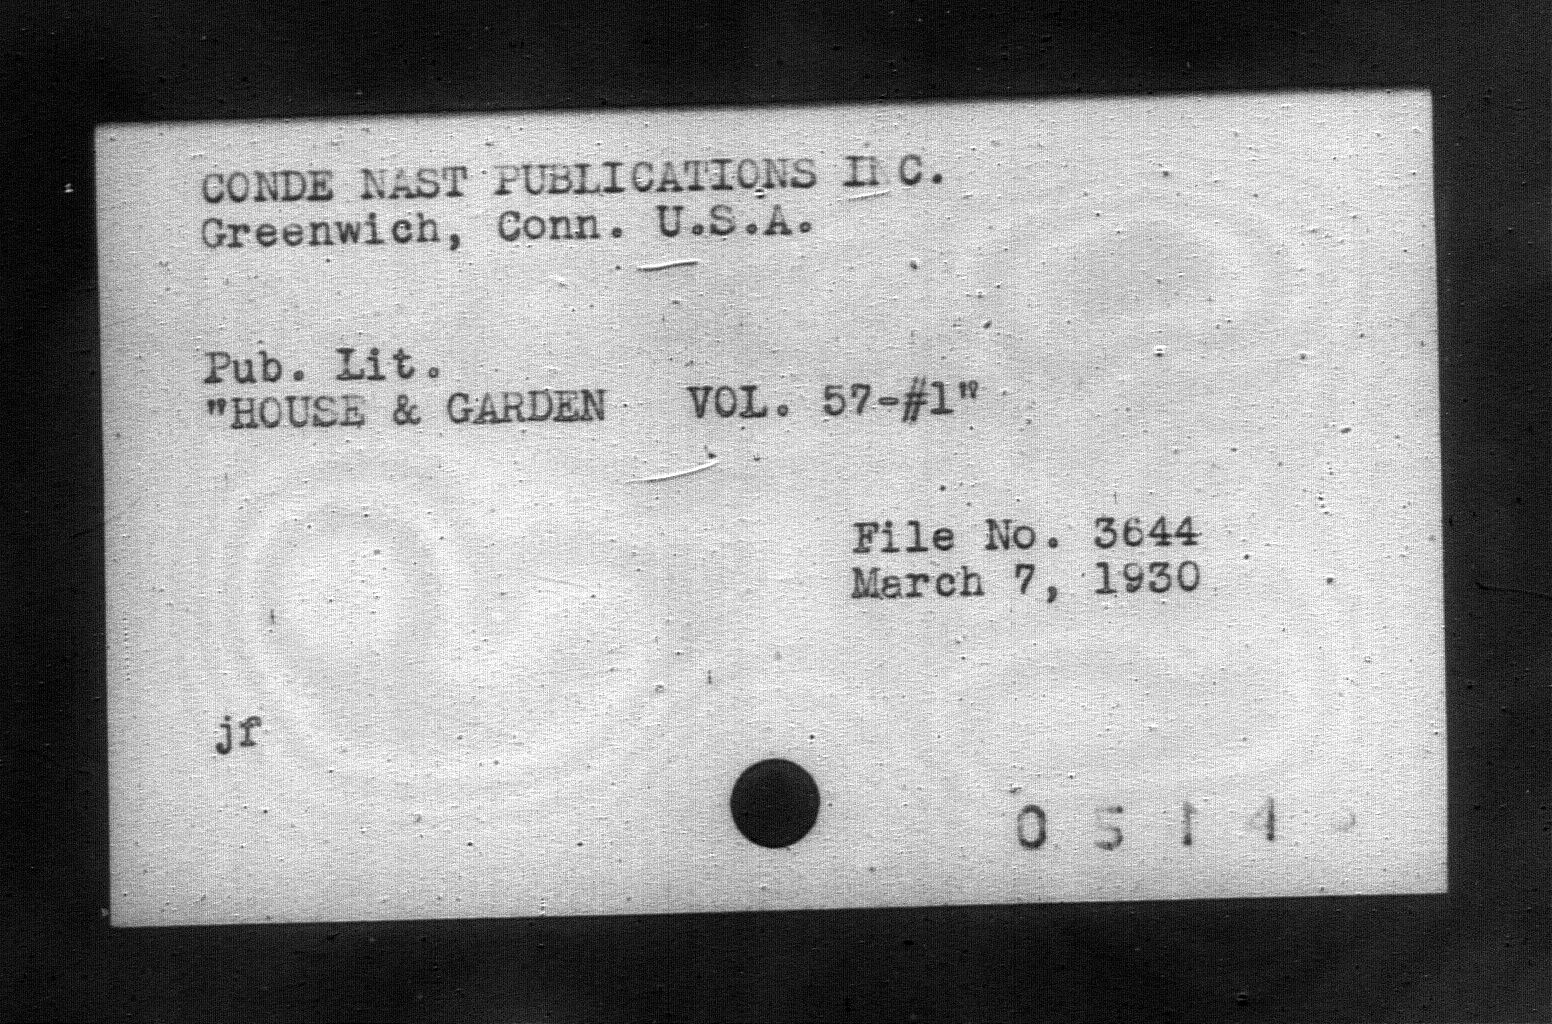 CONDE NAST PUBLICATIONS INC.
Greenwich, Conn. U.S.A.
Pub. Lit.
"HOUSE & GARDEN VOL. 57-#1"
File No. 3644
March 7, 1930
jf
0 5 1 4